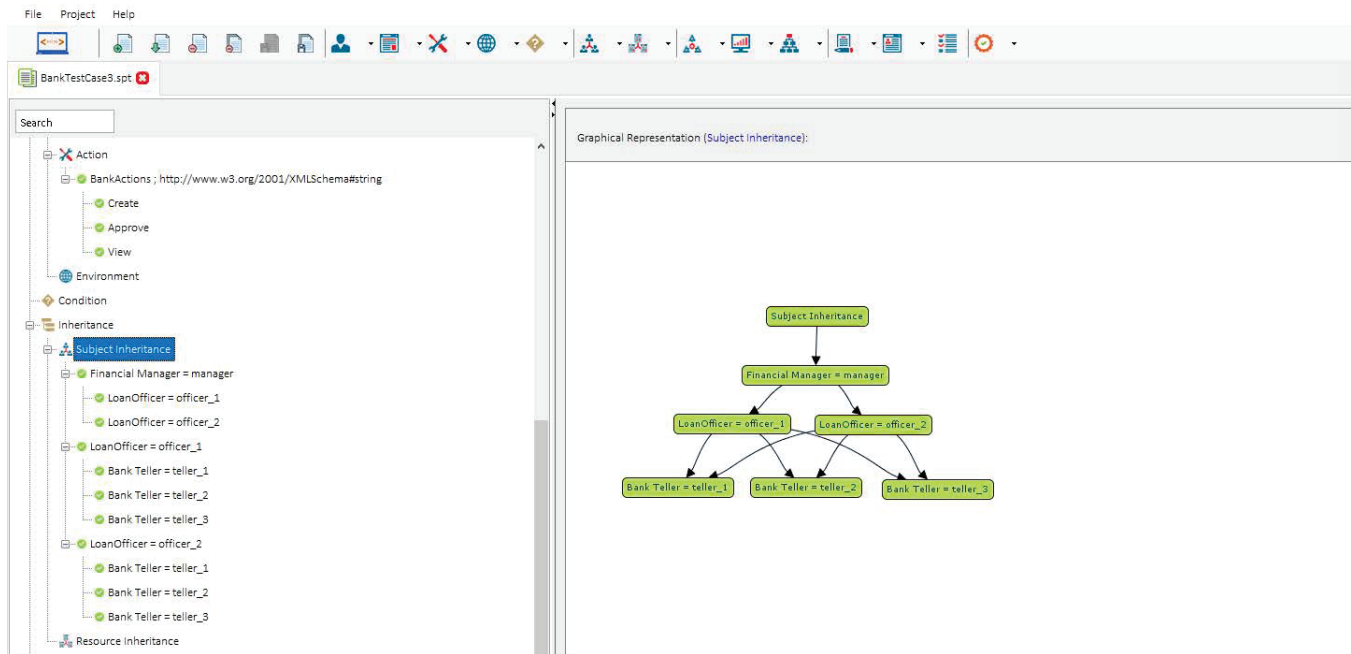 File Project Help
BankTestCase3.spt
Search
Action
BankActions ; http://www.w3.org/2001/XMLSchema#string
Create
Approve
View
Environment
Condition
Inheritance
Subject Inheritance
Financial Manager = manager
LoanOfficer = officer_1
LoanOfficer = officer_2
LoanOfficer = officer_1
Bank Teller = teller_1
Bank Teller = teller_2
Bank Teller = teller_3
LoanOfficer = officer_2
Bank Teller = teller_1
Bank Teller = teller_2
Bank Teller = teller_3
Resource Inheritance
Graphical Representation (Subject Inheritance):
Subject Inheritance
Financial Manager = manager
LoanOfficer = officer_1 LoanOfficer = officer_2
Bank Teller = teller_1 Bank Teller = teller_2 Bank Teller = teller_3